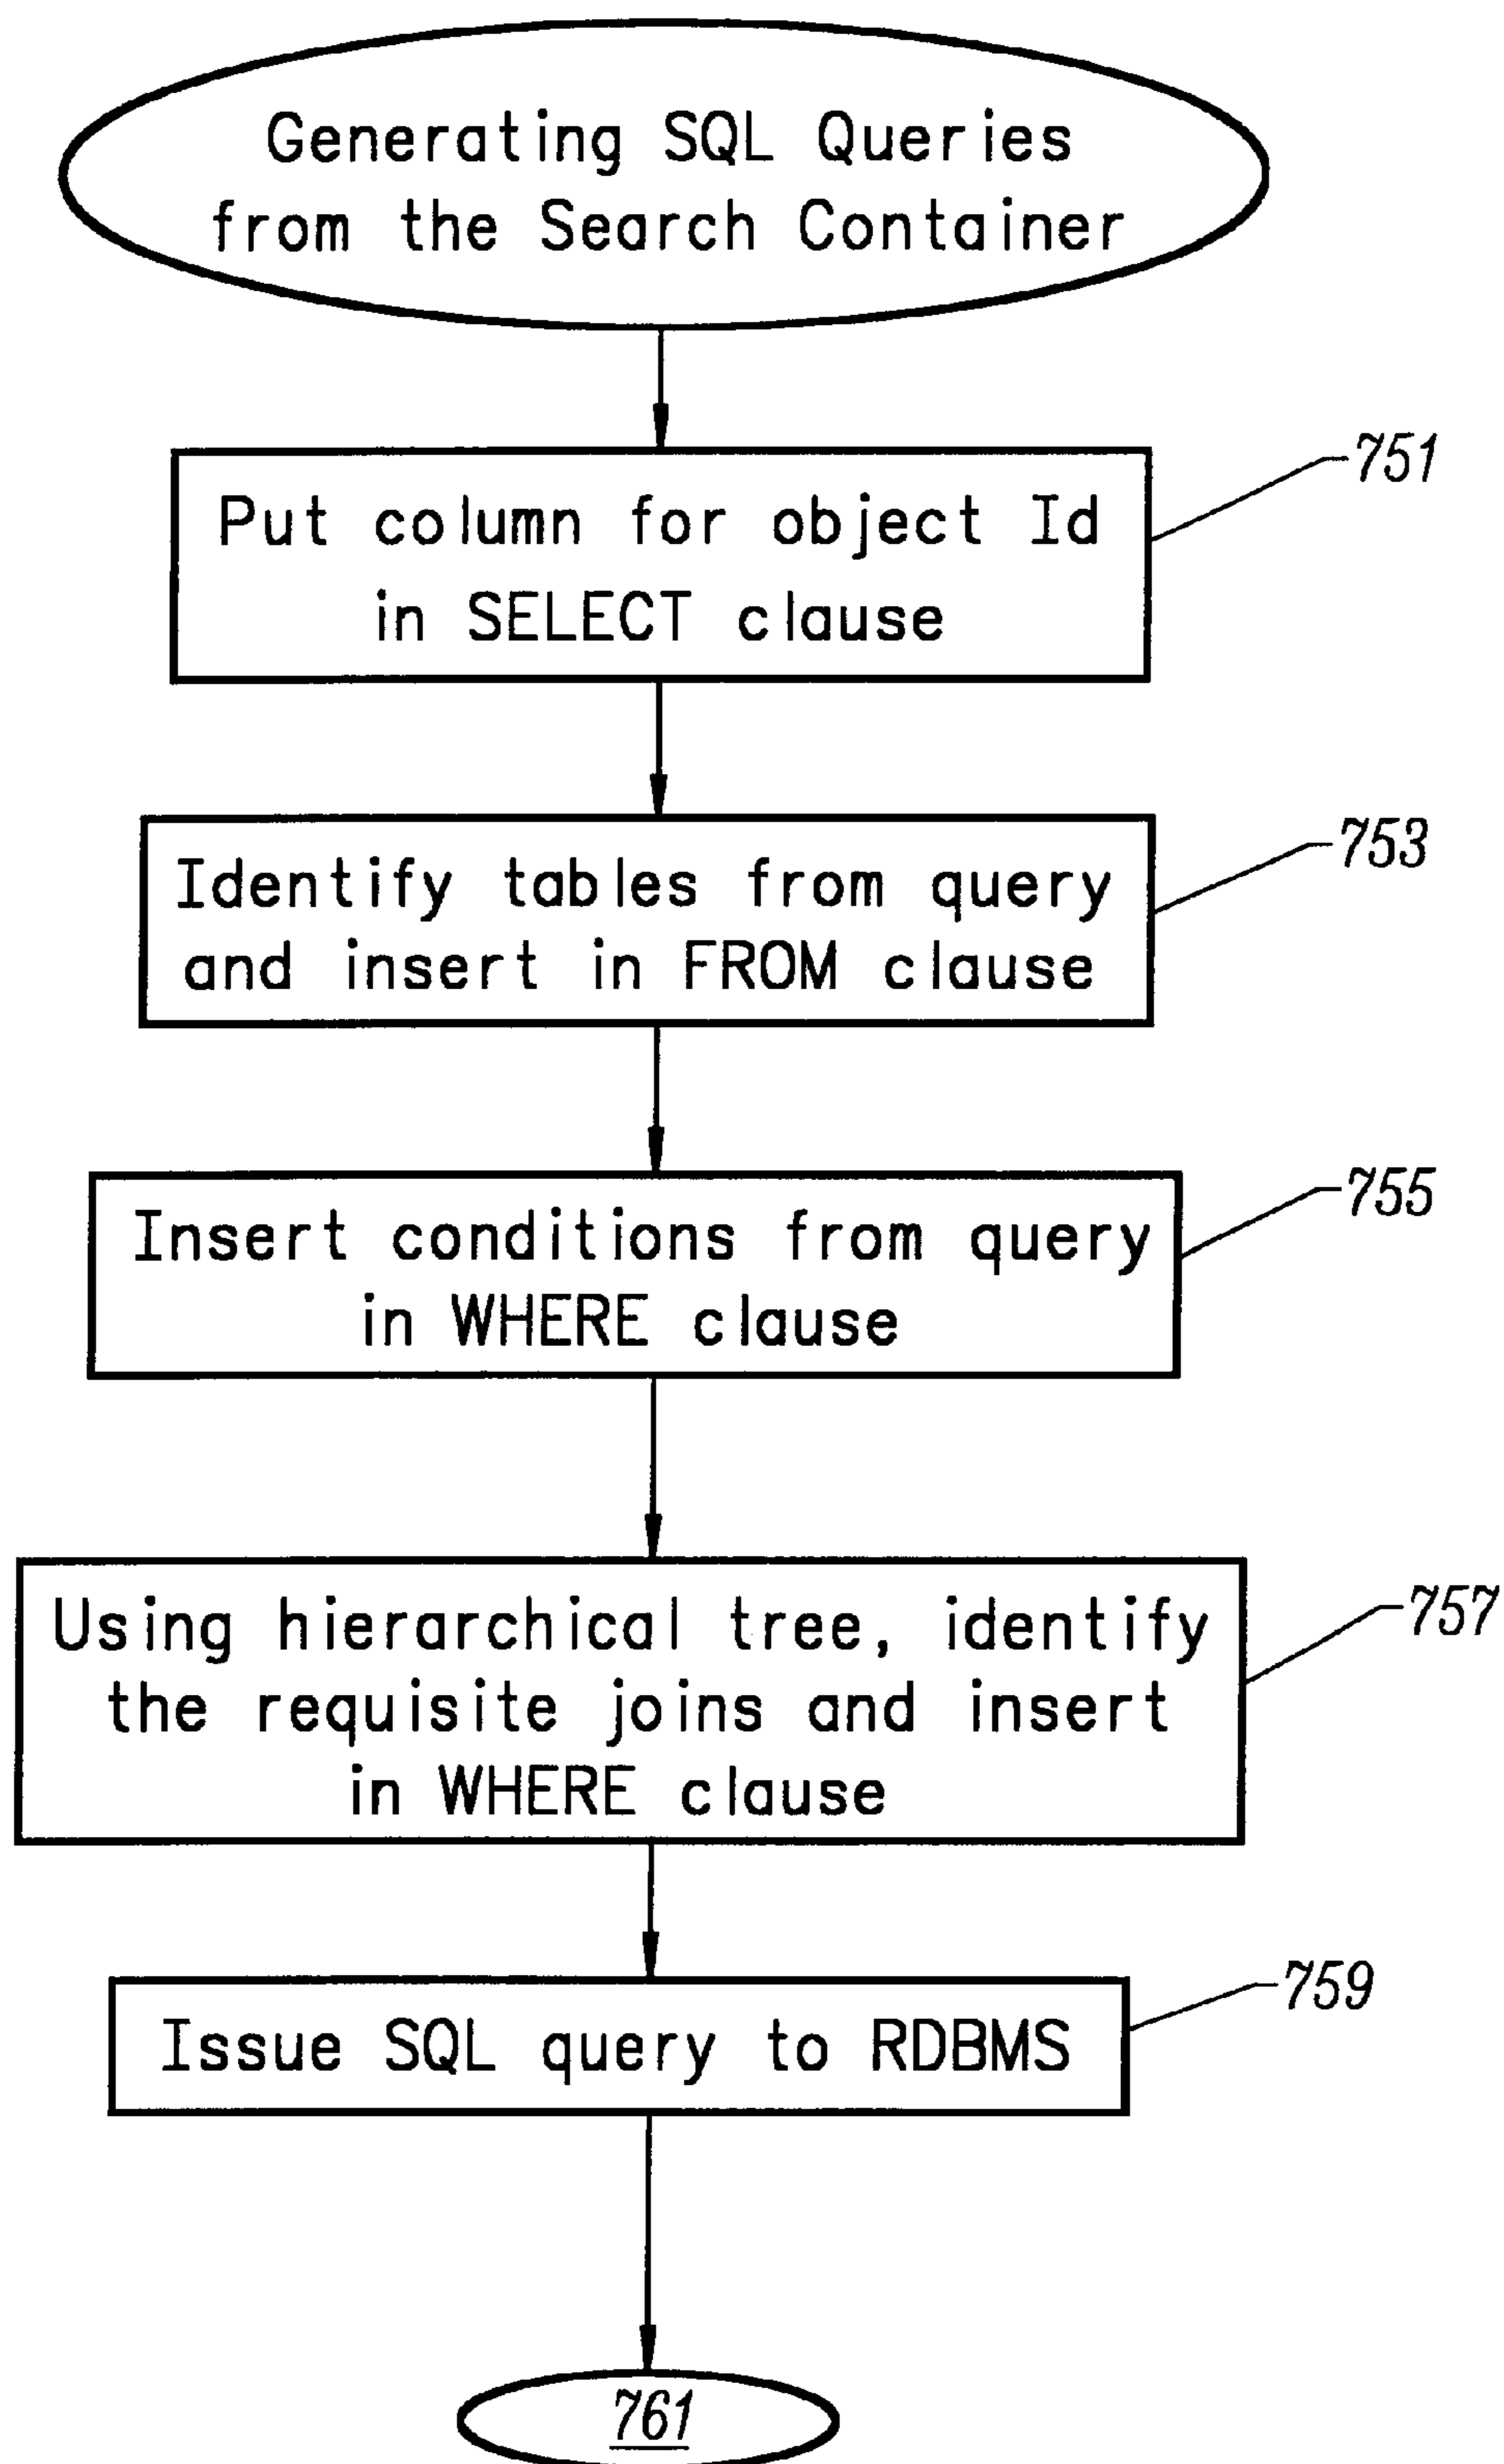 Generating SQL Queries
from the Search Container
751
Put column for object Id
in SELECT clause
753
Identify tables from query
and insert in FROM clause
755
Insert conditions from query
in WHERE clause
757
Using hierarchical tree, identify
the requisite joins and insert
in WHERE clause
759
Issue SQL query to RDBMS
761